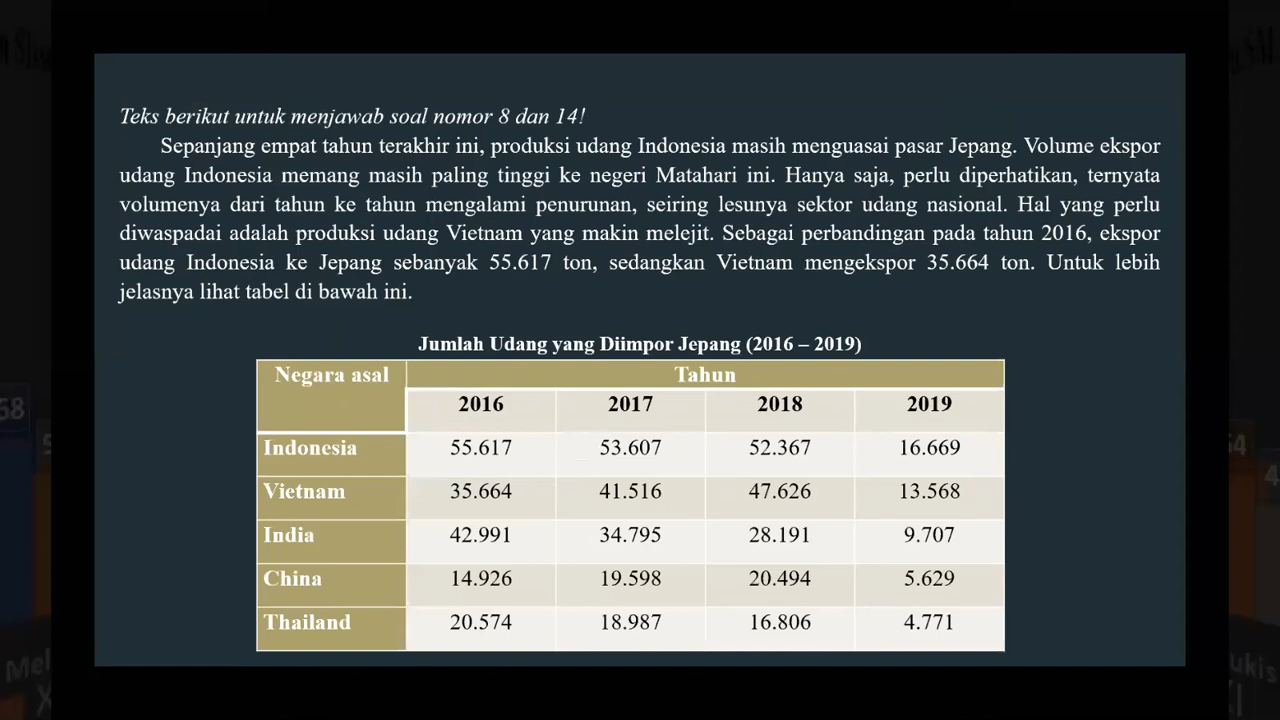 Teks berikut untuk menjawab soal nomor 8 dan 14!
Sepanjang empat tahun terakhir ini, produksi udang Indonesia masih menguasai pasar Jepang. Volume ekspor
udang Indonesia memang masih paling tinggi ke negeri Matahari ini. Hanya saja, perlu diperhatikan, ternyata
volumenya dari tahun ke tahun mengalami penurunan, seiring lesunya sektor udang nasional. Hal yang perlu
diwaspadai adalah produksi udang Vietnam yang makin melejit. Sebagai perbandingan pada tahun 2016, ekspor
udang Indonesia ke Jepang sebanyak 55.617 ton, sedangkan Vietnam mengekspor 35.664 ton. Untuk lebih
jelasnya lihat tabel di bawah ini.
Jumlah Udang yang Diimpor Jepang (2016 – 2019)
Negara asal Tahun
2016 2017 2018 2019
Indonesia 55.617 53.607 52.367 16.669
Vietnam 35.664 41.516 47.626 13.568
India 42.991 34.795 28.191 9.707
China 14.926 19.598 20.494 5.629
Thailand 20.574 18.987 16.806 4.771